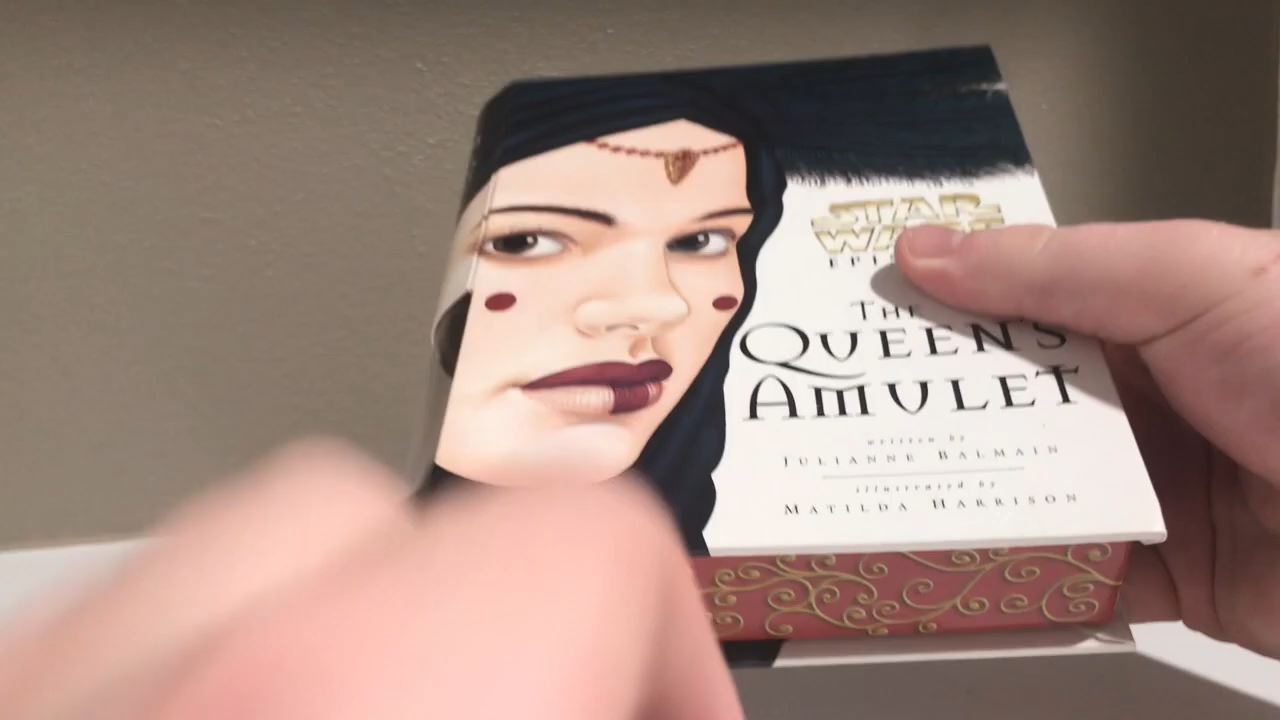 STAR
WARS
THE
QUEEN'S
AMULET
written by
JULIANNE BALMAIN
illustrated by
MATILDA HARRISON